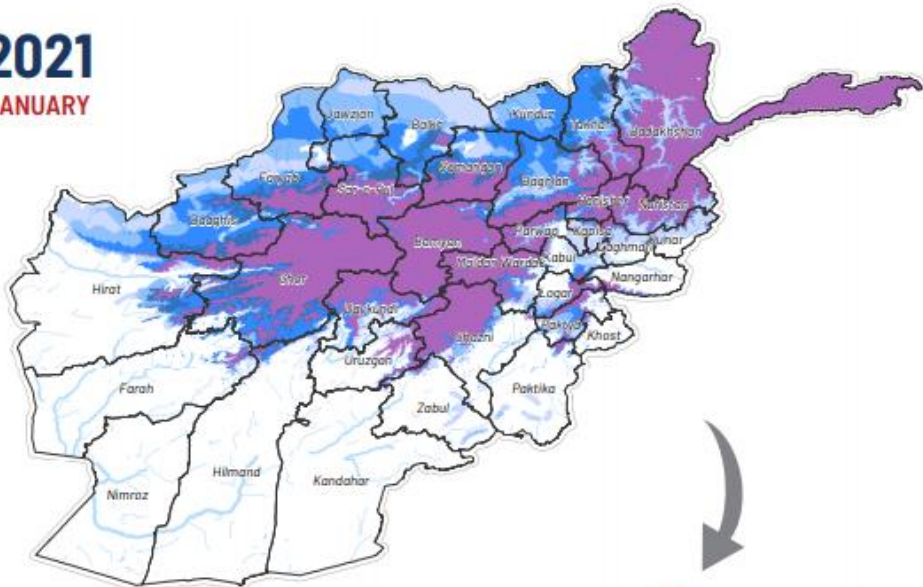 2021
ANUARY
Jawzjan
Balkh
Kunduz
Takhar
Badakhshan
Faryab
Sar-e-Pul
Samangan
Baghlan
Badghis
Panjsher
Nuristan
Parwan
Kapisa
Kunar
Laghman
Bamyan
Maidan Wardak
Kabul
Nangarhar
Hirat
Ghor
Logar
Daykundi
Ghazni
Paktya
Khost
Uruzgan
Farah
Zabul
Paktika
Hilmand
Kandahar
Nimroz